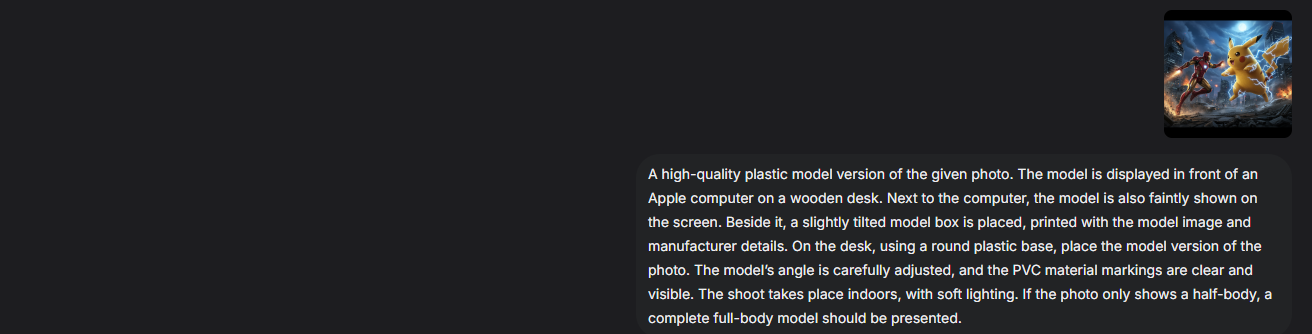 A high-quality plastic model version of the given photo. The model is displayed in front of an
Apple computer on a wooden desk. Next to the computer, the model is also faintly shown on
the screen. Beside it, a slightly tilted model box is placed, printed with the model image and
manufacturer details. On the desk, using a round plastic base, place the model version of the
photo. The model’s angle is carefully adjusted, and the PVC material markings are clear and
visible. The shoot takes place indoors, with soft lighting. If the photo only shows a half-body, a
complete full-body model should be presented.